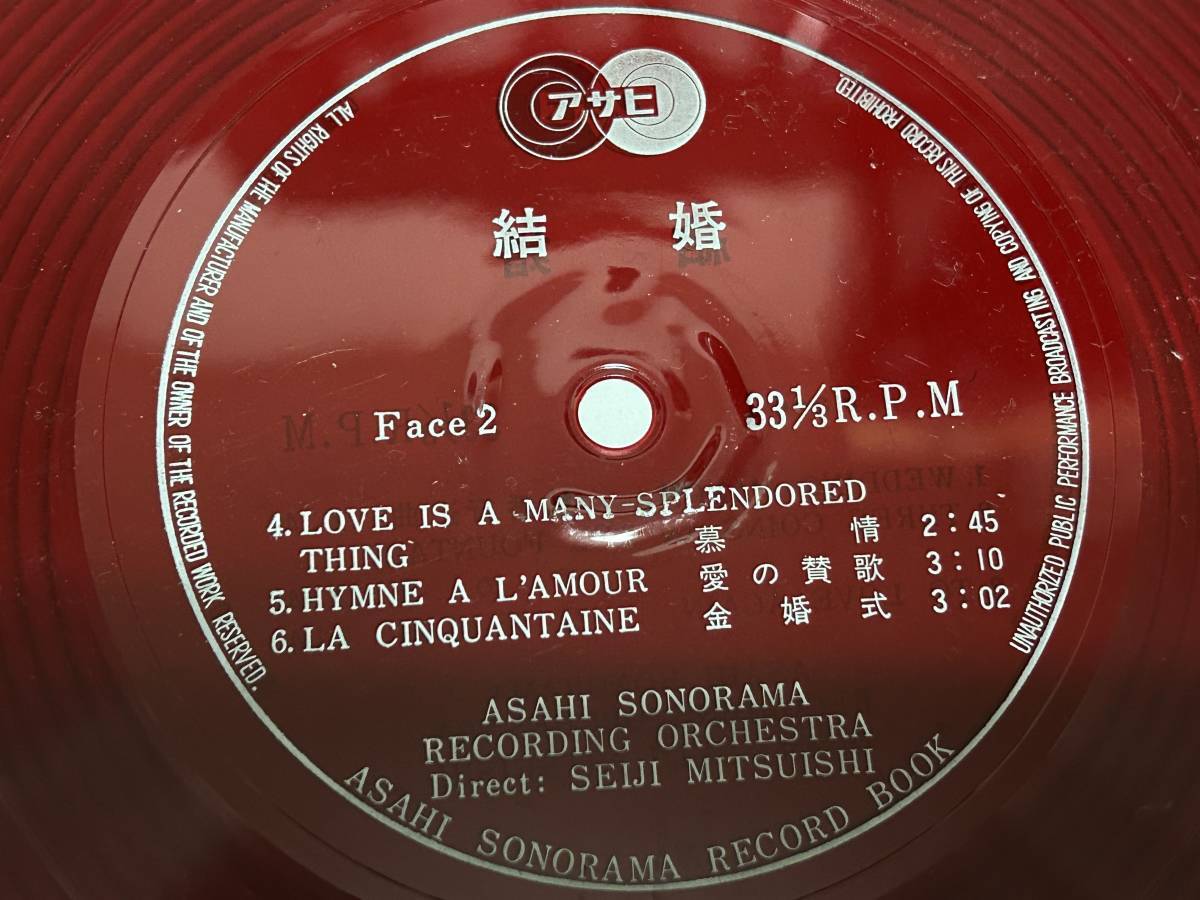 アサヒ
結婚
Face 2
33 1/3 R.P.M
4. LOVE IS A MANY-SPLENDORED
THING 慕情 2:45
5. HYMNE A L'AMOUR 愛の賛歌 3:10
6. LA CINQUANTAINE 金婚式 3:02
ASAHI SONORAMA
RECORDING ORCHESTRA
Direct: SEIJI MITSUISHI
ASAHI SONORAMA RECORD BOOK
ALL RIGHTS OF THE MANUFACTURER AND OF THE OWNER OF THE RECORDED WORK RESERVED.
UNAUTHORIZED PUBLIC PERFORMANCE BROADCASTING AND COPYING OF THIS RECORD PROHIBITED.